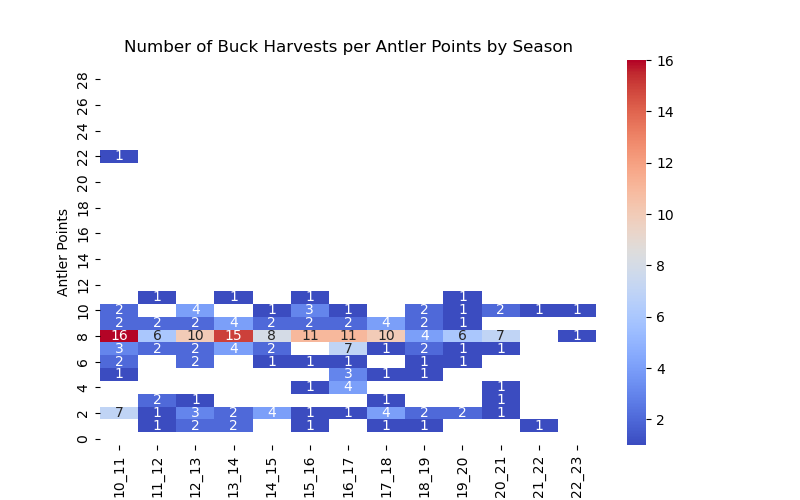 Number of Buck Harvests per Antler Points by Season
Antler Points
28
26
24
22 1
20
18
16
14
12
1 1 1 1
10 2 4 1 3 1 2 1 2 1 1
2 2 2 4 2 2 2 4 2 1
8 16 6 10 15 8 11 11 10 4 6 7 1
3 2 2 4 2 7 1 2 1 1
6 2 2 1 1 1 1 1
1 3 1 1
4 1 4 1
2 1 1 1
2 7 1 3 2 4 1 1 4 2 2 1
1 2 2 1 1 1 1
0
10_11 11_12 12_13 13_14 14_15 15_16 16_17 17_18 18_19 19_20 20_21 21_22 22_23
16
14
12
10
8
6
4
2